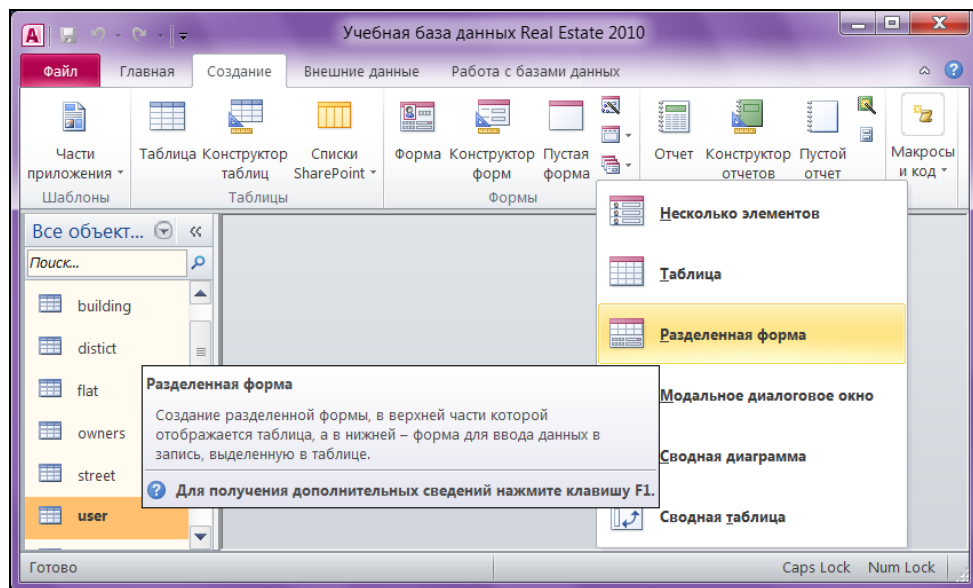 Учебная база данных Real Estate 2010
Файл Главная Создание Внешние данные Работа с базами данных
Части приложения
Таблица
Конструктор таблиц
Списки SharePoint
Форма
Конструктор форм
Пустая форма
Отчет
Конструктор отчетов
Пустой отчет
Макросы и код
Шаблоны
Таблицы
Формы
Все объект...
Поиск...
building
distict
flat
owners
street
user
Несколько элементов
Таблица
Разделенная форма
Модальное диалоговое окно
Сводная диаграмма
Сводная таблица
Разделенная форма
Создание разделенной формы, в верхней части которой
отображается таблица, а в нижней – форма для ввода данных в
запись, выделенную в таблице.
Для получения дополнительных сведений нажмите клавишу F1.
Готово
Caps Lock Num Lock